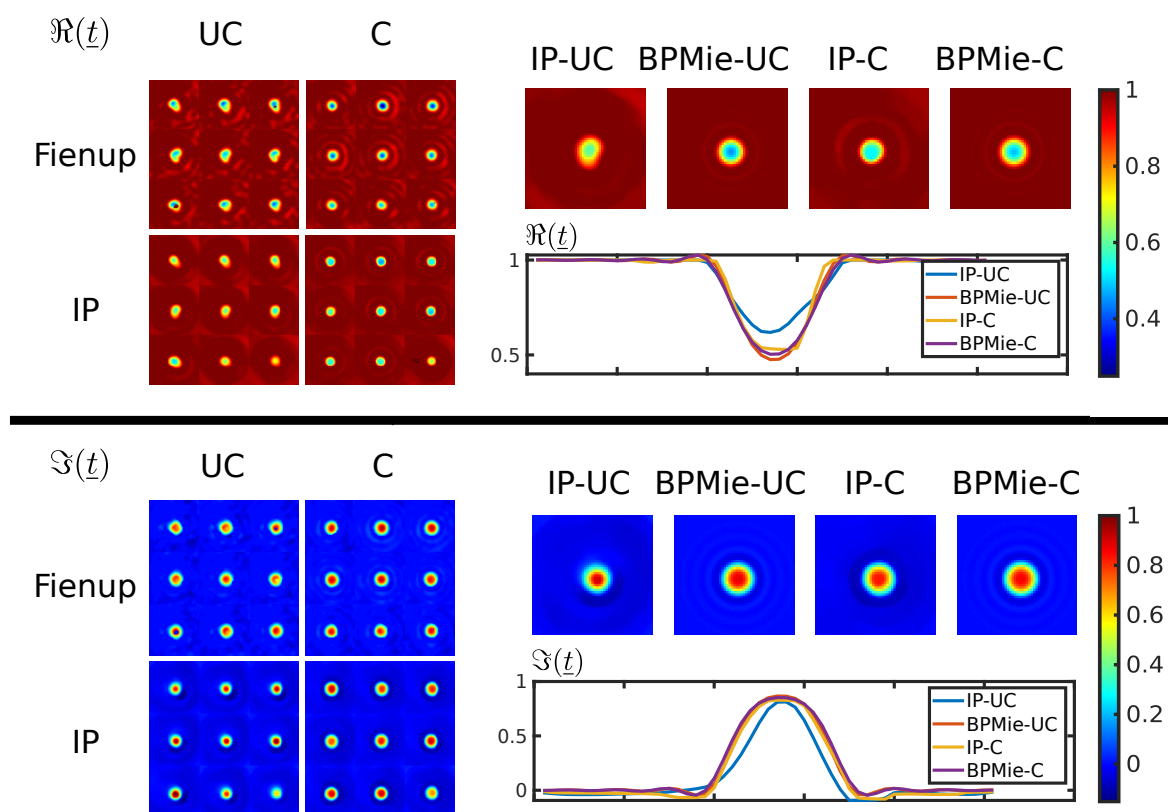 ℜ(t)
UC C
IP-UC BPMie-UC IP-C BPMie-C
Fienup
IP
1
0.8
0.6
0.4
ℜ(t)
1
0.5
IP-UC
BPMie-UC
IP-C
BPMie-C
ℑ(t)
UC C
IP-UC BPMie-UC IP-C BPMie-C
Fienup
IP
1
0.8
0.6
0.4
0.2
0
ℑ(t)
1
0.5
0
IP-UC
BPMie-UC
IP-C
BPMie-C